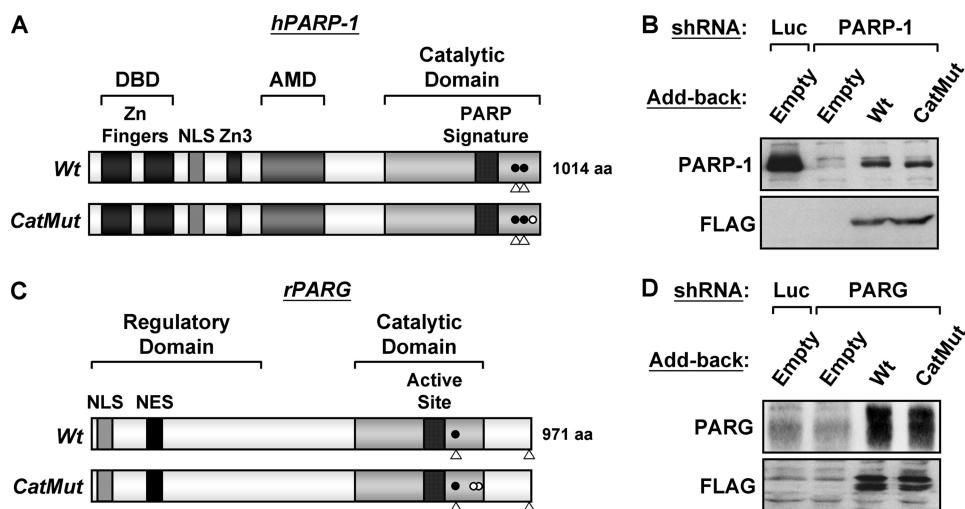 A
hPARP-1
DBD
AMD
Catalytic
Domain
Zn
Fingers
NLS
Zn3
PARP
Signature
Wt
1014 aa
CatMut
B
shRNA:
Luc
PARP-1
Add-back:
Empty
Empty
Wt
CatMut
PARP-1
FLAG
C
rPARG
Regulatory
Domain
Catalytic
Domain
NLS
NES
Active
Site
Wt
971 aa
CatMut
D
shRNA:
Luc
PARG
Add-back:
Empty
Empty
Wt
CatMut
PARG
FLAG